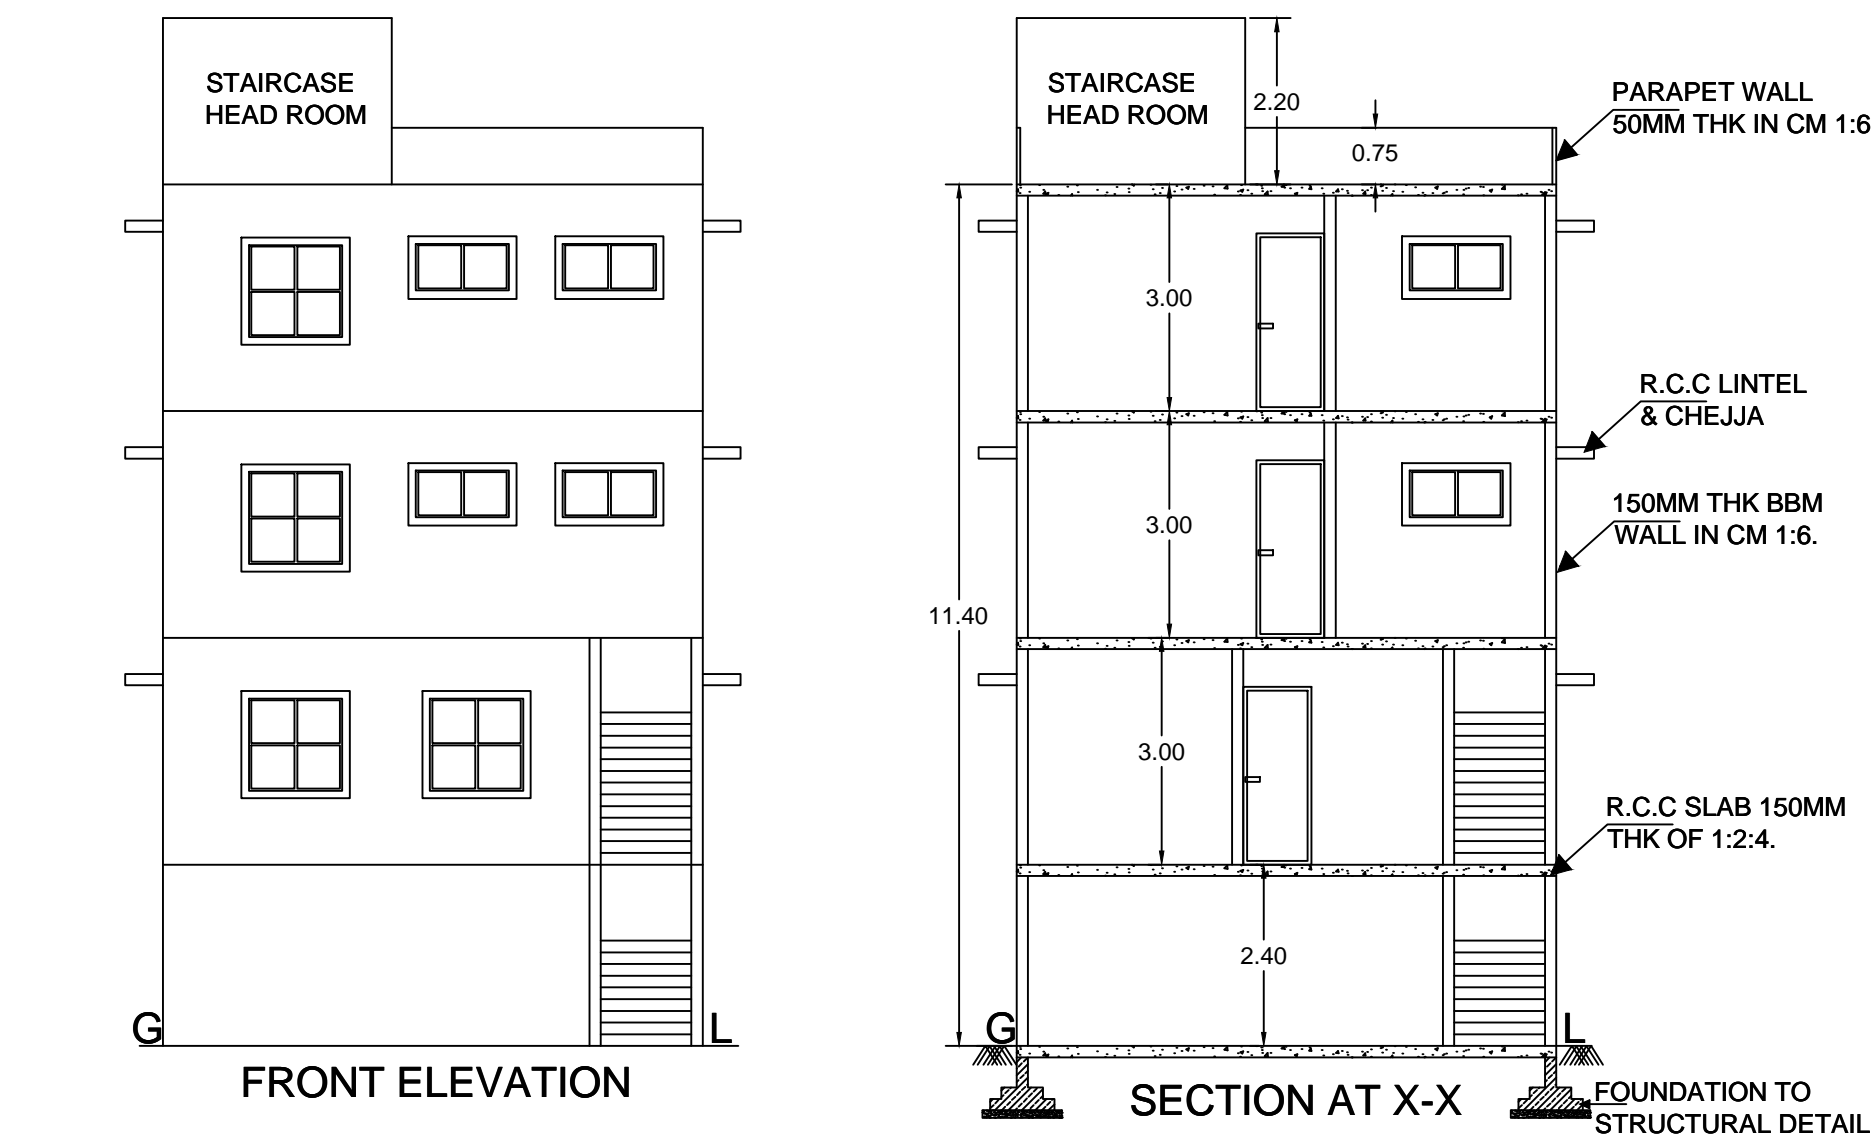 STAIRCASE
HEAD ROOM
G
L
FRONT ELEVATION
STAIRCASE
HEAD ROOM
2.20
0.75
PARAPET WALL
50MM THK IN CM 1:6
3.00
R.C.C LINTEL
& CHEJJA
3.00
150MM THK BBM
WALL IN CM 1:6.
11.40
3.00
R.C.C SLAB 150MM
THK OF 1:2:4.
2.40
G
L
SECTION AT X-X
FOUNDATION TO
STRUCTURAL DETAIL